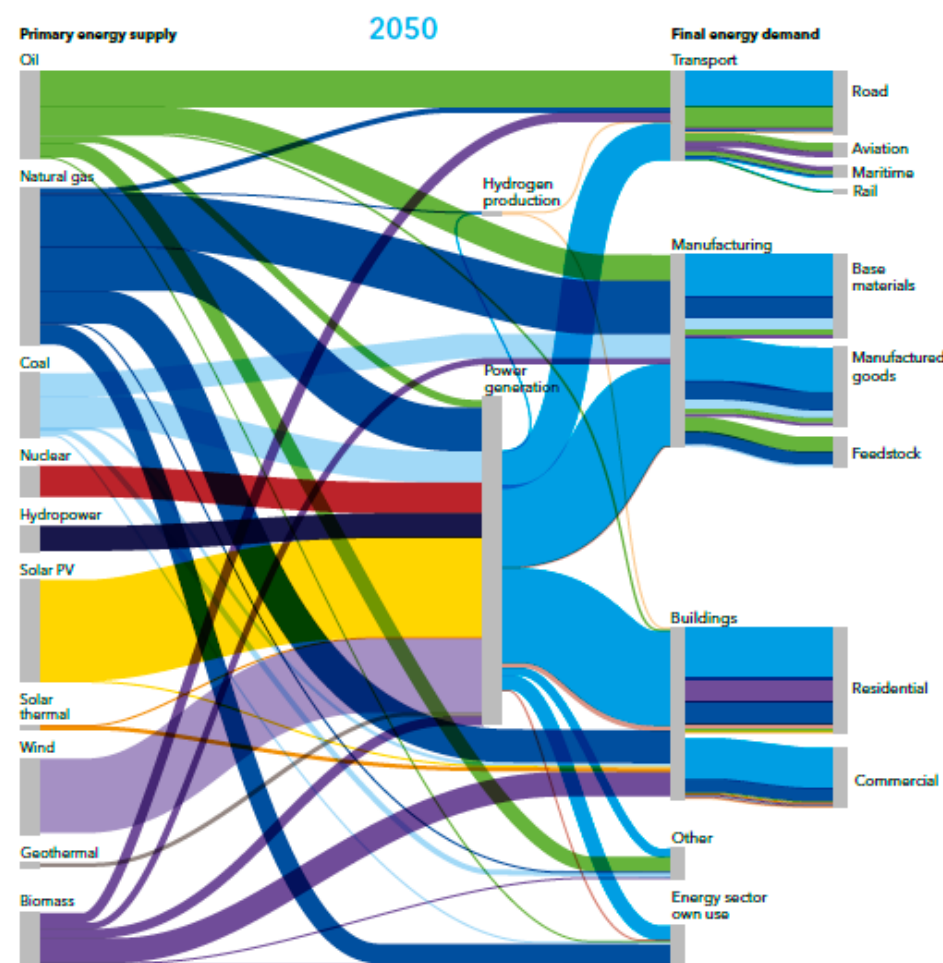 2050
Primary energy supply
Final energy demand
Oil
Transport
Road
Aviation
Maritime
Rail
Natural gas
Hydrogen
production
Manufacturing
Base
materials
Coal
Power
generation
Manufactured
goods
Nuclear
Feedstock
Hydropower
Solar PV
Buildings
Residential
Solar
thermal
Wind
Commercial
Geothermal
Other
Biomass
Energy sector
own use